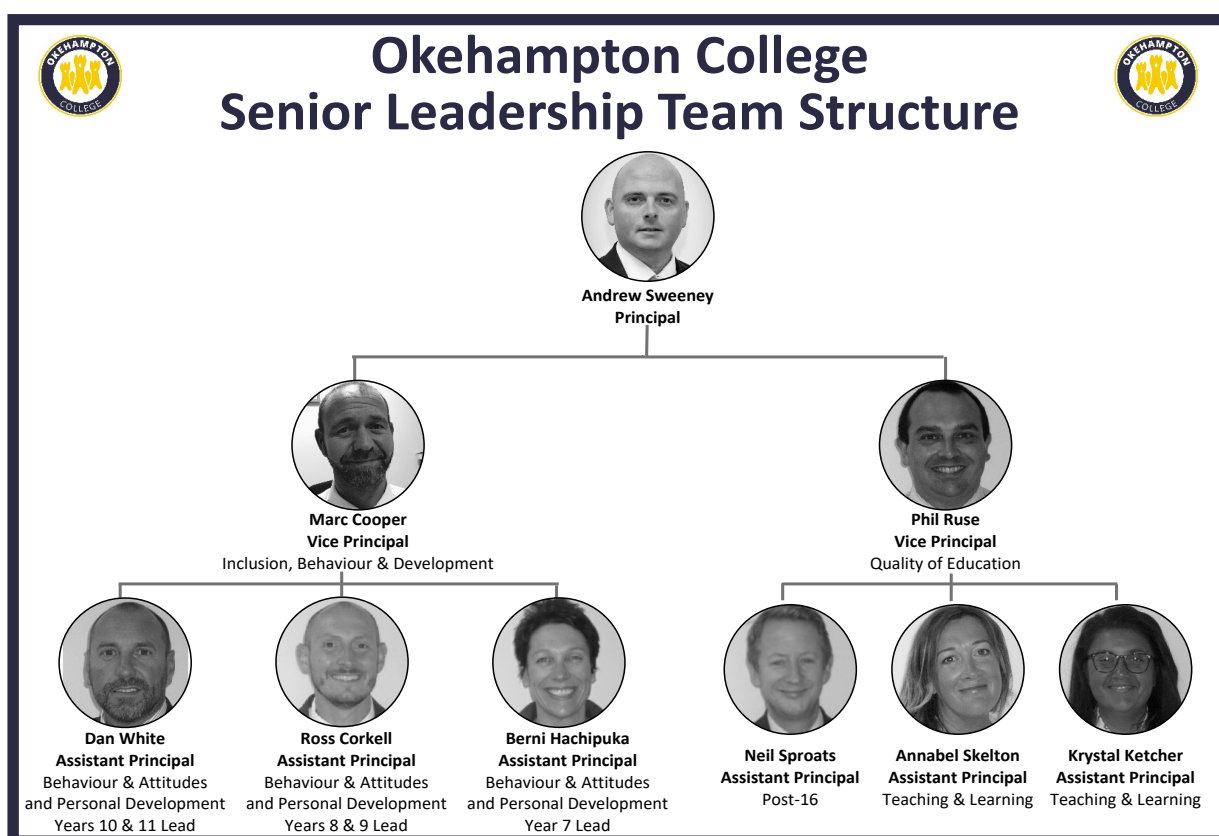 OKEHAMPTON
COLLEGE
Okehampton College
Senior Leadership Team Structure
OKEHAMPTON
COLLEGE
Andrew Sweeney
Principal
Marc Cooper
Vice Principal
Inclusion, Behaviour & Development
Phil Ruse
Vice Principal
Quality of Education
Dan White
Assistant Principal
Behaviour & Attitudes
and Personal Development
Years 10 & 11 Lead
Ross Corkell
Assistant Principal
Behaviour & Attitudes
and Personal Development
Years 8 & 9 Lead
Berni Hachipuka
Assistant Principal
Behaviour & Attitudes
and Personal Development
Year 7 Lead
Neil Sproats
Assistant Principal
Post-16
Annabel Skelton
Assistant Principal
Teaching & Learning
Krystal Ketcher
Assistant Principal
Teaching & Learning